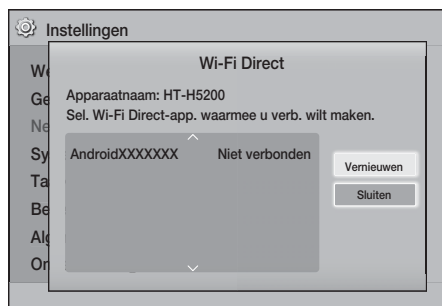 Instellingen
Wi-Fi Direct
Apparaatnaam: HT-H5200
Sel. Wi-Fi Direct-app. waarmee u verb. wilt maken.
AndroidXXXXXXX Niet verbonden
Vernieuwen
Sluiten